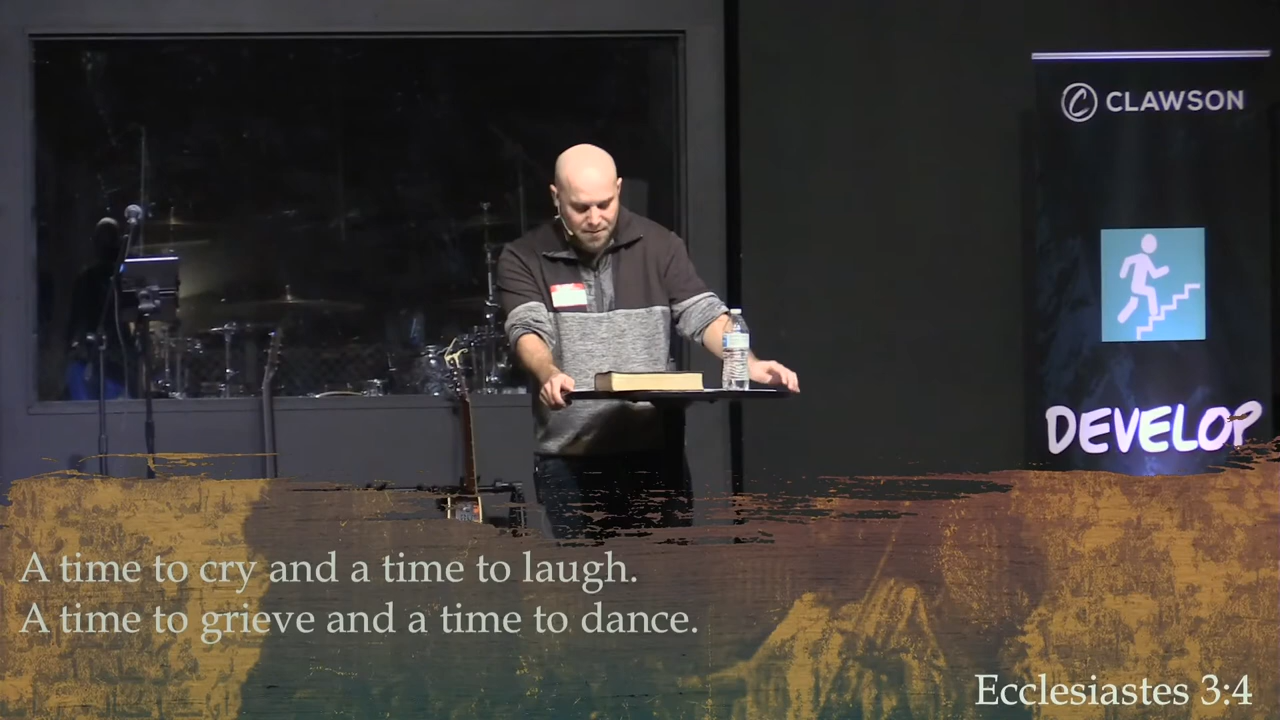 CLAWSON
DEVELOP
A time to cry and a time to laugh.
A time to grieve and a time to dance.
Ecclesiastes 3:4